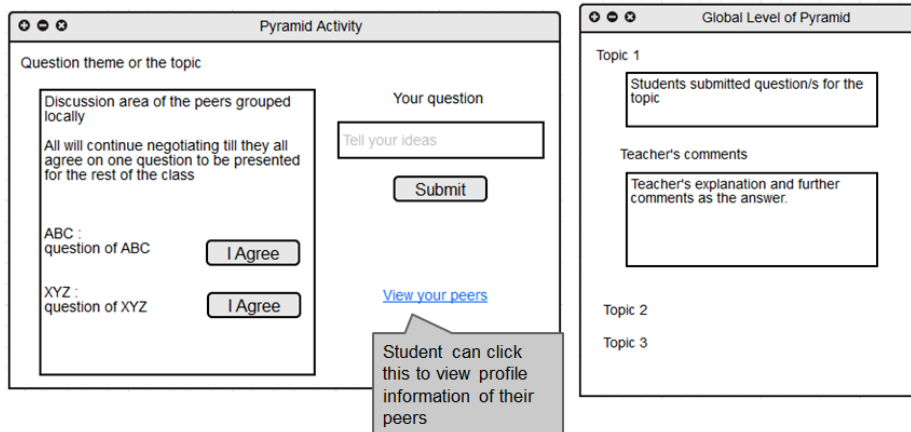 Pyramid Activity
Question theme or the topic
Discussion area of the peers grouped
locally
All will continue negotiating till they all
agree on one question to be presented
for the rest of the class
ABC :
question of ABC
I Agree
XYZ :
question of XYZ
I Agree
Your question
Tell your ideas
Submit
View your peers
Student can click
this to view profile
information of their
peers
Global Level of Pyramid
Topic 1
Students submitted question/s for the
topic
Teacher's comments
Teacher's explanation and further
comments as the answer.
Topic 2
Topic 3